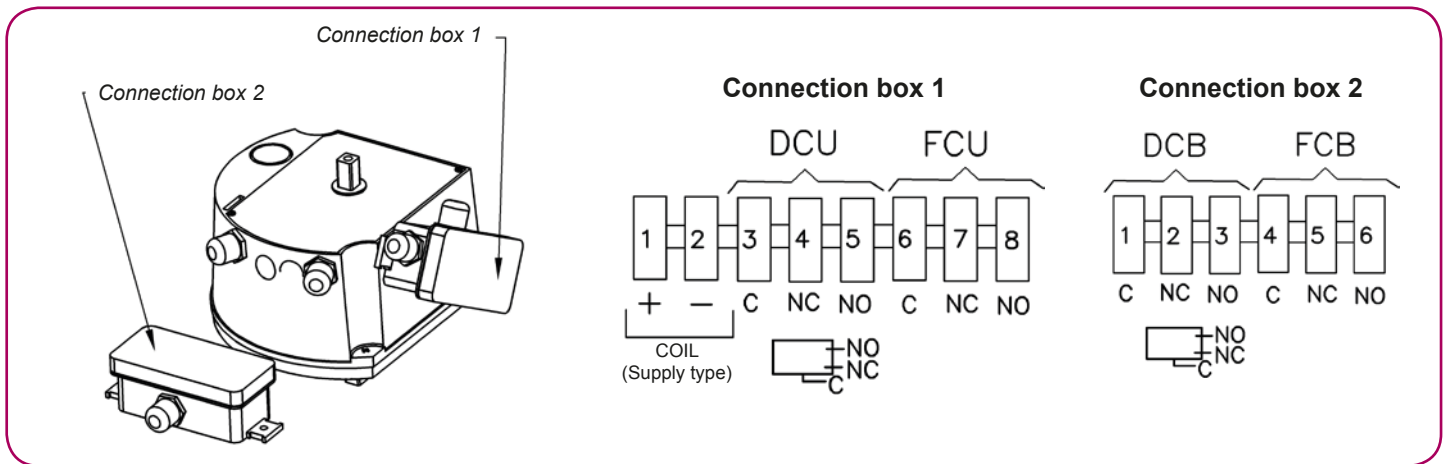 Connection box 1
Connection box 2
Connection box 1
DCU FCU
1 2 3 4 5 6 7 8
+ − C NC NO C NC NO
COIL
(Supply type)
NO
NC
C
Connection box 2
DCB FCB
1 2 3 4 5 6
C NC NO C NC NO
NO
NC
C